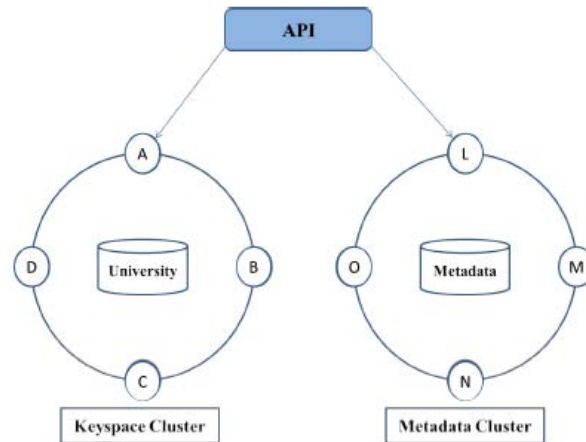 API
A
L
D
University
B
O
Metadata
M
C
N
Keyspace Cluster
Metadata Cluster